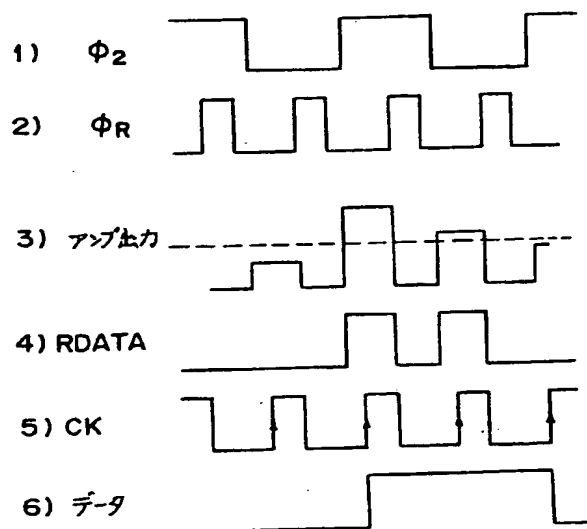 1) Φ2
2) ΦR
3) アンプ出力
4) RDATA
5) CK
6) データ